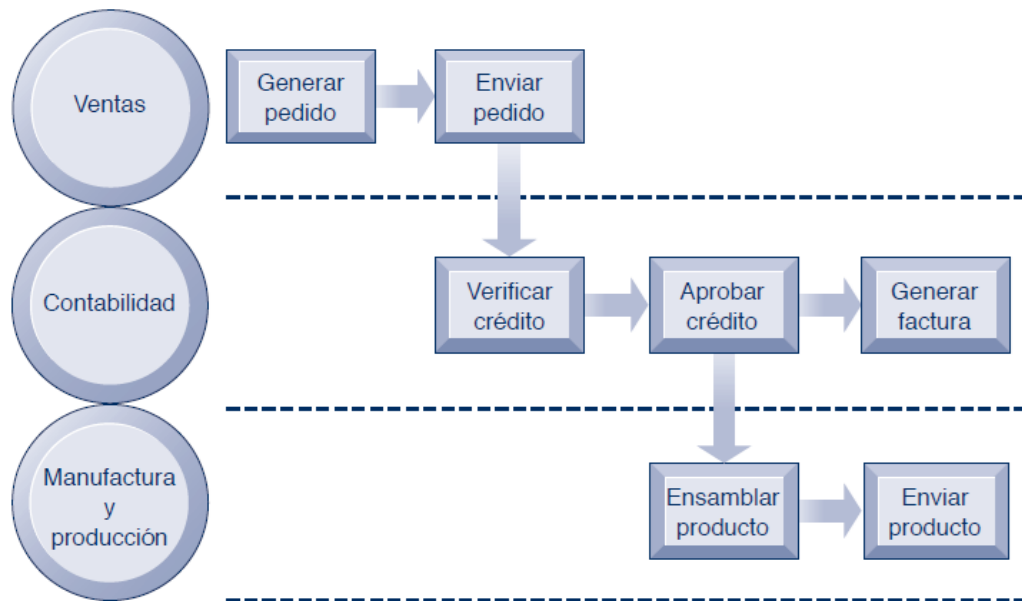 Ventas
Generar
pedido
Enviar
pedido
Contabilidad
Verificar
crédito
Aprobar
crédito
Generar
factura
Manufactura
y
producción
Ensamblar
producto
Enviar
producto